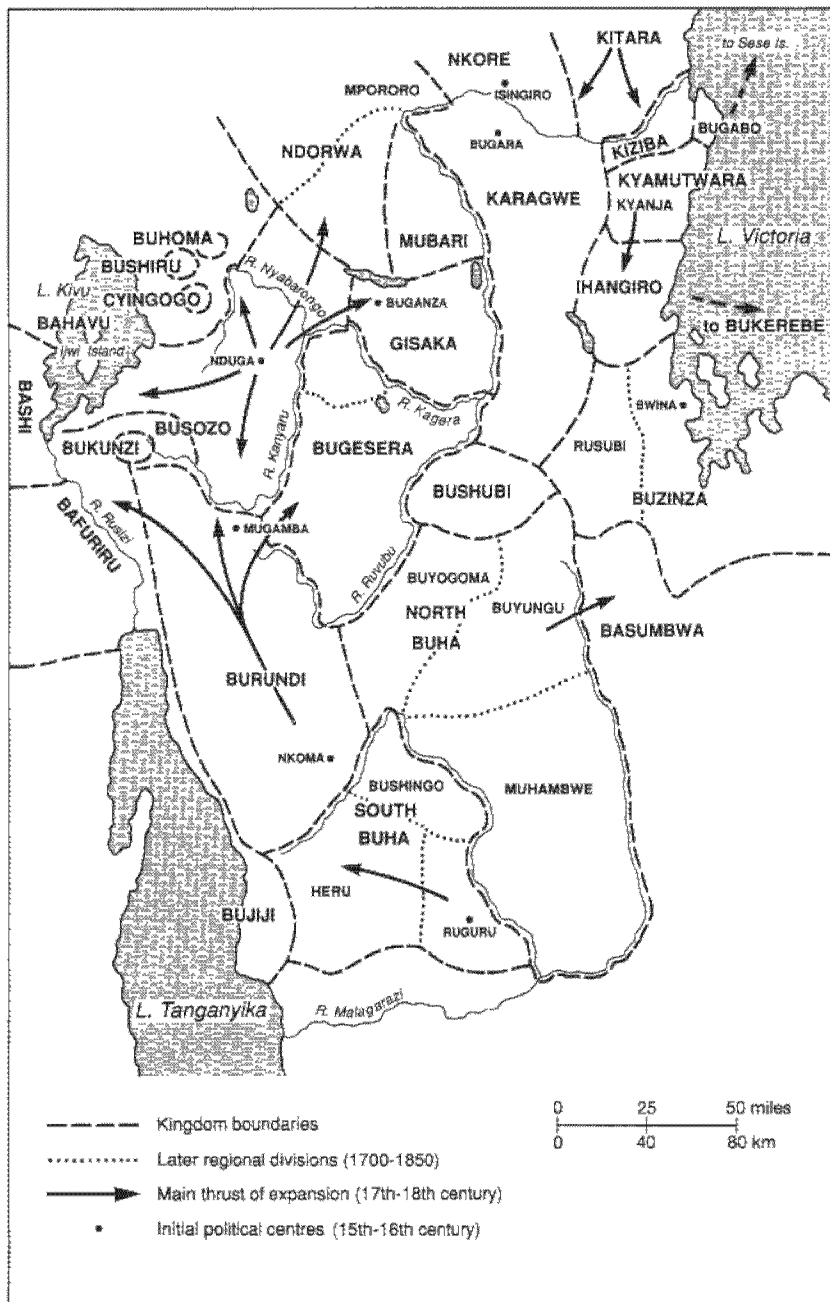 KITARA
to Sese Is.
NKORE
ISINGIRO
MPORORO
BUGABO
BUGARA
KIZIBA
NDORWA
KYAMUTWARA
KARAGWE
KYANJA
MUBARI
BUHOMA
L. Victoria
BUSHIRU
R. Nyabarongo
L. Kivu
CYINGOGO
IHANGIRO
BUGANZA
BAHAVU
to BUKEREBE
Ijwi Island
GISAKA
NDUGA
BASHI
R. Kagera
BWINA
BUSOZO
R. Kanyaru
BUKUNZI
BUGESERA
RUSUBI
BUSHUBI
BUZINZA
R. Rusizi
BAFURIRU
MUGAMBA
R. Ruvubu
BUYOGOMA
NORTH
BUYUNGU
BUHA
BASUMBWA
BURUNDI
NKOMA
BUSHINGO
MUHAMBWE
SOUTH
BUHA
HERU
BUJIJI
RUGURU
L. Tanganyika
R. Malagarazi
0 25 50 miles
0 40 80 km
Kingdom boundaries
Later regional divisions (1700-1850)
Main thrust of expansion (17th-18th century)
Initial political centres (15th-16th century)